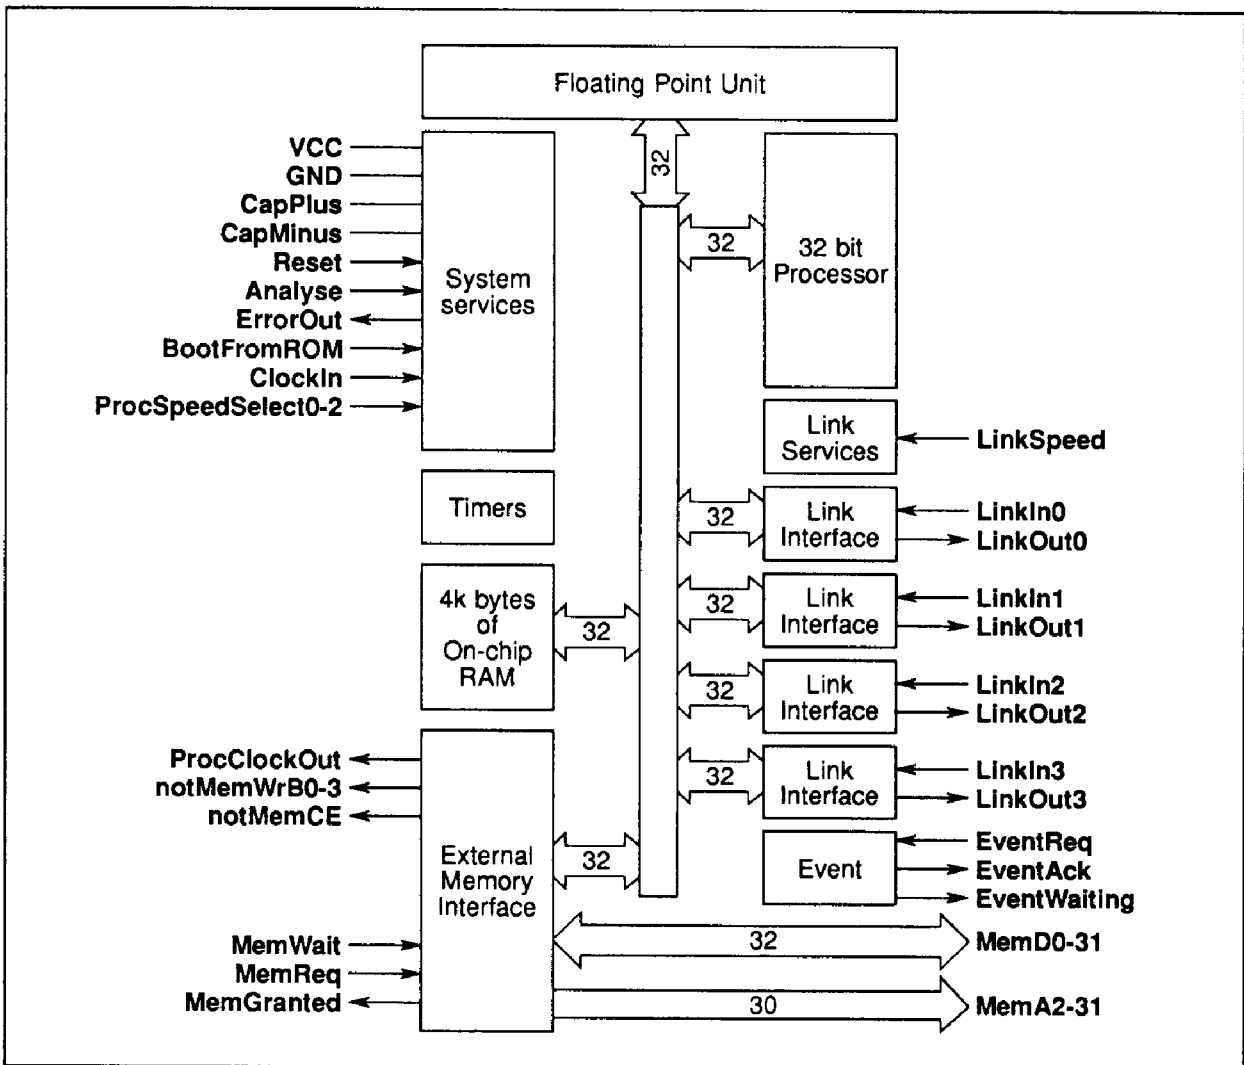 Floating Point Unit
32
VCC
GND
CapPlus
CapMinus
Reset
Analyse
ErrorOut
BootFromROM
ClockIn
ProcSpeedSelect0-2
System
services
32
32 bit
Processor
Link
Services
LinkSpeed
Timers
32
Link
Interface
LinkIn0
LinkOut0
4k bytes
of
On-chip
RAM
32
32
Link
Interface
LinkIn1
LinkOut1
32
Link
Interface
LinkIn2
LinkOut2
32
Link
Interface
LinkIn3
LinkOut3
ProcClockOut
notMemWrB0-3
notMemCE
External
Memory
Interface
32
Event
EventReq
EventAck
EventWaiting
MemWait
MemReq
MemGranted
32
MemD0-31
30
MemA2-31